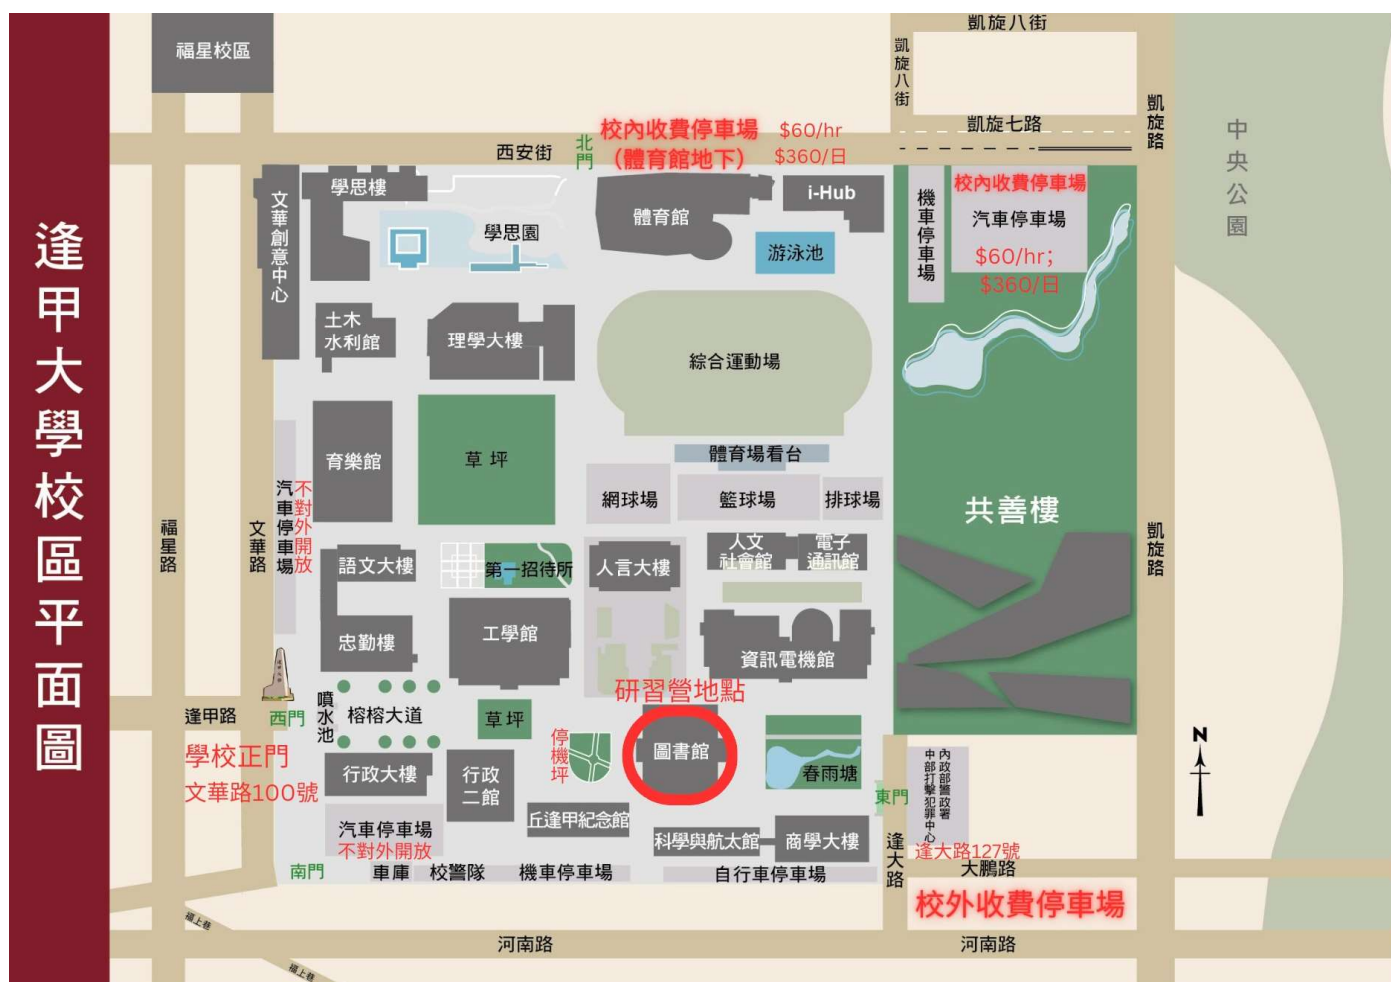 逢甲大學校區平面圖
福星校區
凱旋八街
凱旋八街
凱旋七路
凱旋路
中央公園
西安街
北門
校內收費停車場
(體育館地下)
$60/hr
$360/日
文華創意中心
學思樓
學思園
體育館
i-Hub
游泳池
機車停車場
校內收費停車場
汽車停車場
$60/hr;
$360/日
土木
水利館
理學大樓
綜合運動場
體育場看台
育樂館
草坪
網球場
籃球場
排球場
共善樓
汽車停車場
不對外開放
福星路
文華路
凱旋路
語文大樓
第一招待所
人言大樓
人文
社會館
電子
通訊館
忠勤樓
工學館
資訊電機館
研習營地點
逢甲路
西門
噴水池
榕榕大道
草坪
停機坪
圖書館
春雨塘
學校正門
文華路100號
行政大樓
行政
二館
丘逢甲紀念館
東門
內政部警政署
中部打擊犯罪中心
N
汽車停車場
不對外開放
科學與航太館
商學大樓
逢大路
逢大路127號
大鵬路
南門
車庫
校警隊
機車停車場
自行車停車場
校外收費停車場
福上巷
河南路
河南路
福上巷